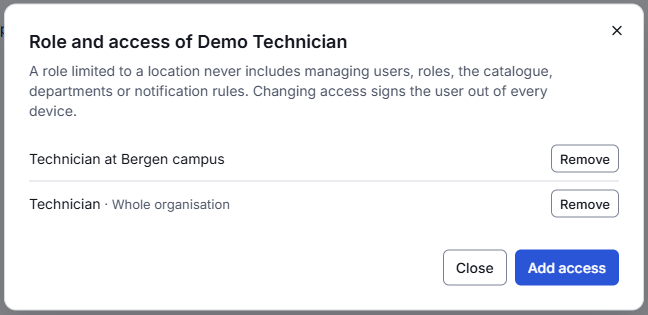 Role and access of Demo Technician
A role limited to a location never includes managing users, roles, the catalogue,
departments or notification rules. Changing access signs the user out of every
device.
Technician at Bergen campus
Remove
Technician · Whole organisation
Remove
Close
Add access